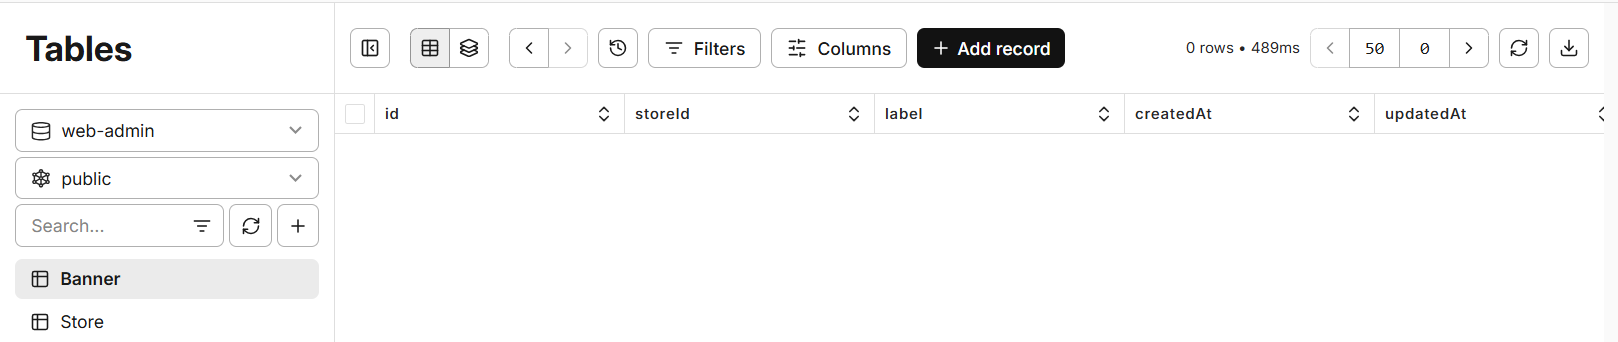 Tables
Filters
Columns
Add record
0 rows • 489ms
50
0
web-admin
public
Search...
Banner
Store
id
storeId
label
createdAt
updatedAt